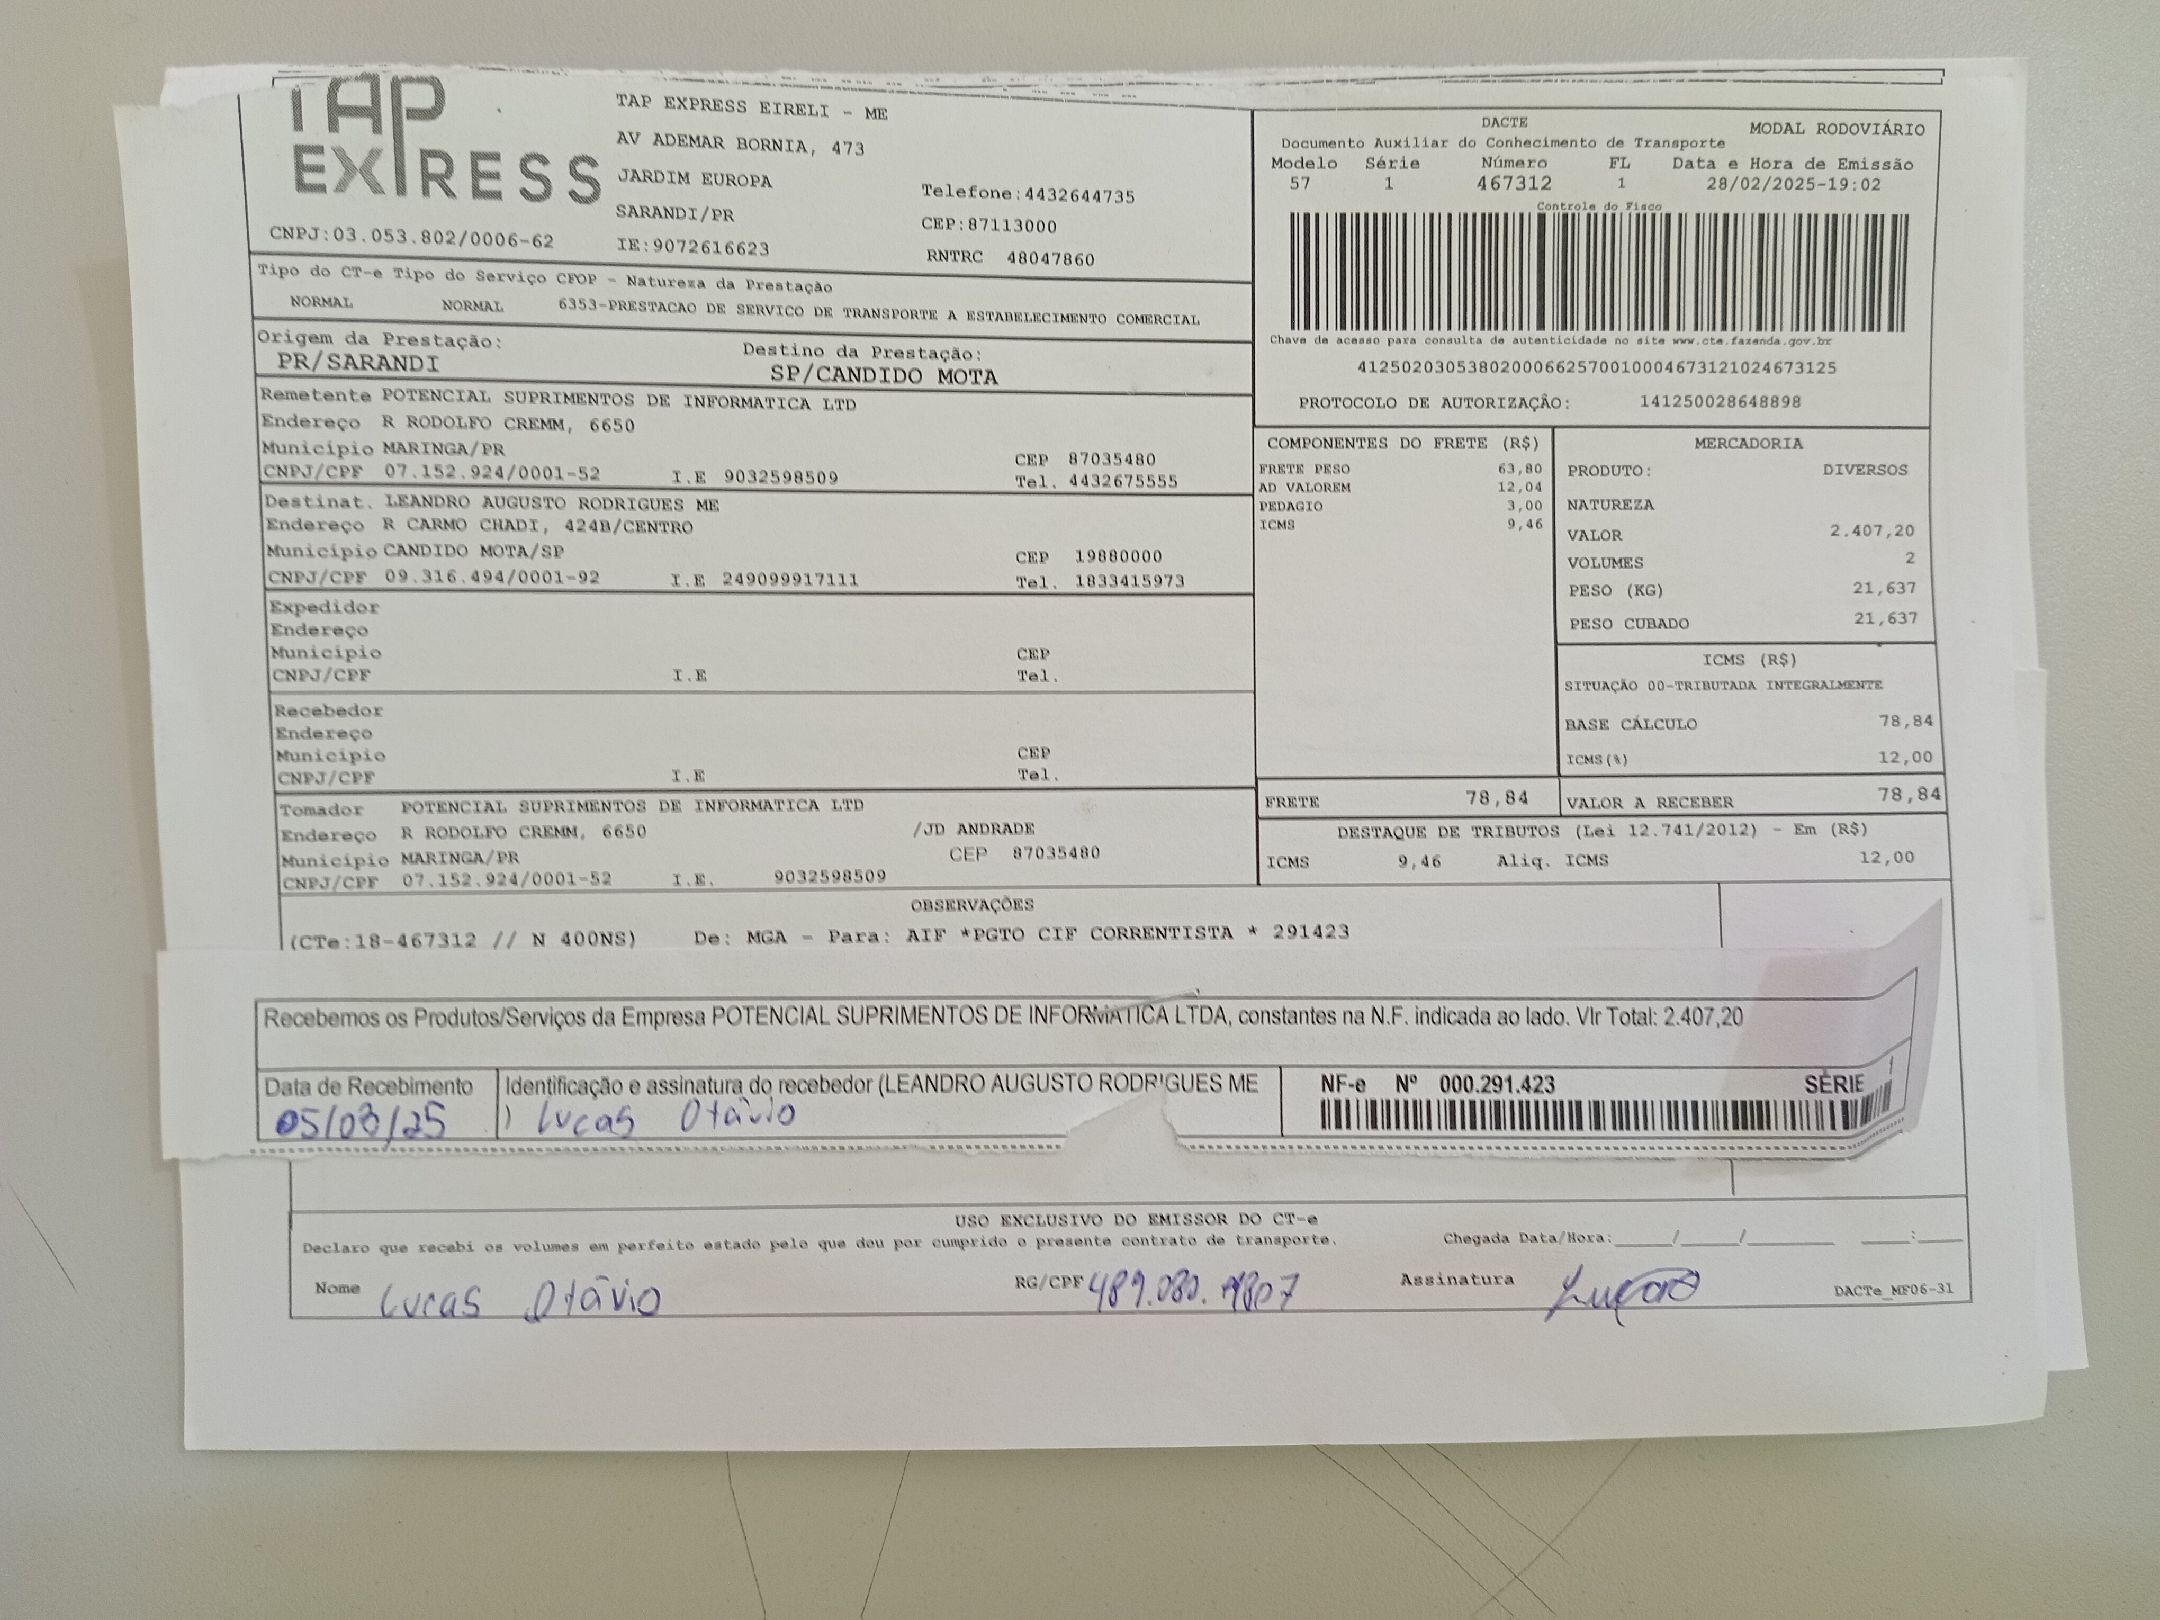 TAP
EXPRESS
CNPJ:03.053.802/0006-62
TAP EXPRESS EIRELI - ME
AV ADEMAR BORNIA, 473
JARDIM EUROPA
SARANDI/PR
IE:9072616623
Telefone:4432644735
CEP:87113000
RNTRC 48047860
DACTE
MODAL RODOVIÁRIO
Documento Auxiliar do Conhecimento de Transporte
Modelo Série Número FL Data e Hora de Emissão
57 1 467312 1 28/02/2025-19:02
Controle do Fisco
Chave de acesso para consulta de autenticidade no site www.cte.fazenda.gov.br
41250203053802000662570010004673121024673125
PROTOCOLO DE AUTORIZAÇÃO: 141250028648898
Tipo do CT-e Tipo do Serviço CFOP - Natureza da Prestação
NORMAL NORMAL 6353-PRESTACAO DE SERVICO DE TRANSPORTE A ESTABELECIMENTO COMERCIAL
Origem da Prestação: Destino da Prestação:
PR/SARANDI SP/CANDIDO MOTA
Remetente POTENCIAL SUPRIMENTOS DE INFORMATICA LTD
Endereço R RODOLFO CREMM, 6650
Município MARINGA/PR CEP 87035480
CNPJ/CPF 07.152.924/0001-52 I.E 9032598509 Tel. 4432675555
Destinat. LEANDRO AUGUSTO RODRIGUES ME
Endereço R CARMO CHADI, 424B/CENTRO
Município CANDIDO MOTA/SP CEP 19880000
CNPJ/CPF 09.316.494/0001-92 I.E 249099917111 Tel. 1833415973
Expedidor
Endereço
Município CEP
CNPJ/CPF I.E Tel.
Recebedor
Endereço
Município CEP
CNPJ/CPF I.E Tel.
Tomador POTENCIAL SUPRIMENTOS DE INFORMATICA LTD
Endereço R RODOLFO CREMM, 6650 /JD ANDRADE
Município MARINGA/PR CEP 87035480
CNPJ/CPF 07.152.924/0001-52 I.E. 9032598509
COMPONENTES DO FRETE (R$)
FRETE PESO 63,80
AD VALOREM 12,04
PEDAGIO 3,00
ICMS 9,46
MERCADORIA
PRODUTO: DIVERSOS
NATUREZA
VALOR 2.407,20
VOLUMES 2
PESO (KG) 21,637
PESO CUBADO 21,637
ICMS (R$)
SITUAÇÃO 00-TRIBUTADA INTEGRALMENTE
BASE CÁLCULO 78,84
ICMS(%) 12,00
FRETE 78,84 VALOR A RECEBER 78,84
DESTAQUE DE TRIBUTOS (Lei 12.741/2012) - Em (R$)
ICMS 9,46 Aliq. ICMS 12,00
OBSERVAÇÕES
(CTe:18-467312 // N 400NS) De: MGA - Para: AIF *PGTO CIF CORRENTISTA * 291423
Recebemos os Produtos/Serviços da Empresa POTENCIAL SUPRIMENTOS DE INFORMATICA LTDA, constantes na N.F. indicada ao lado. Vlr Total: 2.407,20
Data de Recebimento Identificação e assinatura do recebedor (LEANDRO AUGUSTO RODRIGUES ME
05/03/25 ) Lucas Otávio
NF-e Nº 000.291.423 SÉRIE 1
USO EXCLUSIVO DO EMISSOR DO CT-e
Declaro que recebi os volumes em perfeito estado pelo que dou por cumprido o presente contrato de transporte. Chegada Data/Hora:____/____/______ ____:____
Nome Lucas Otávio RG/CPF 489.080. Assinatura Lucas
DACTe_MF06-31